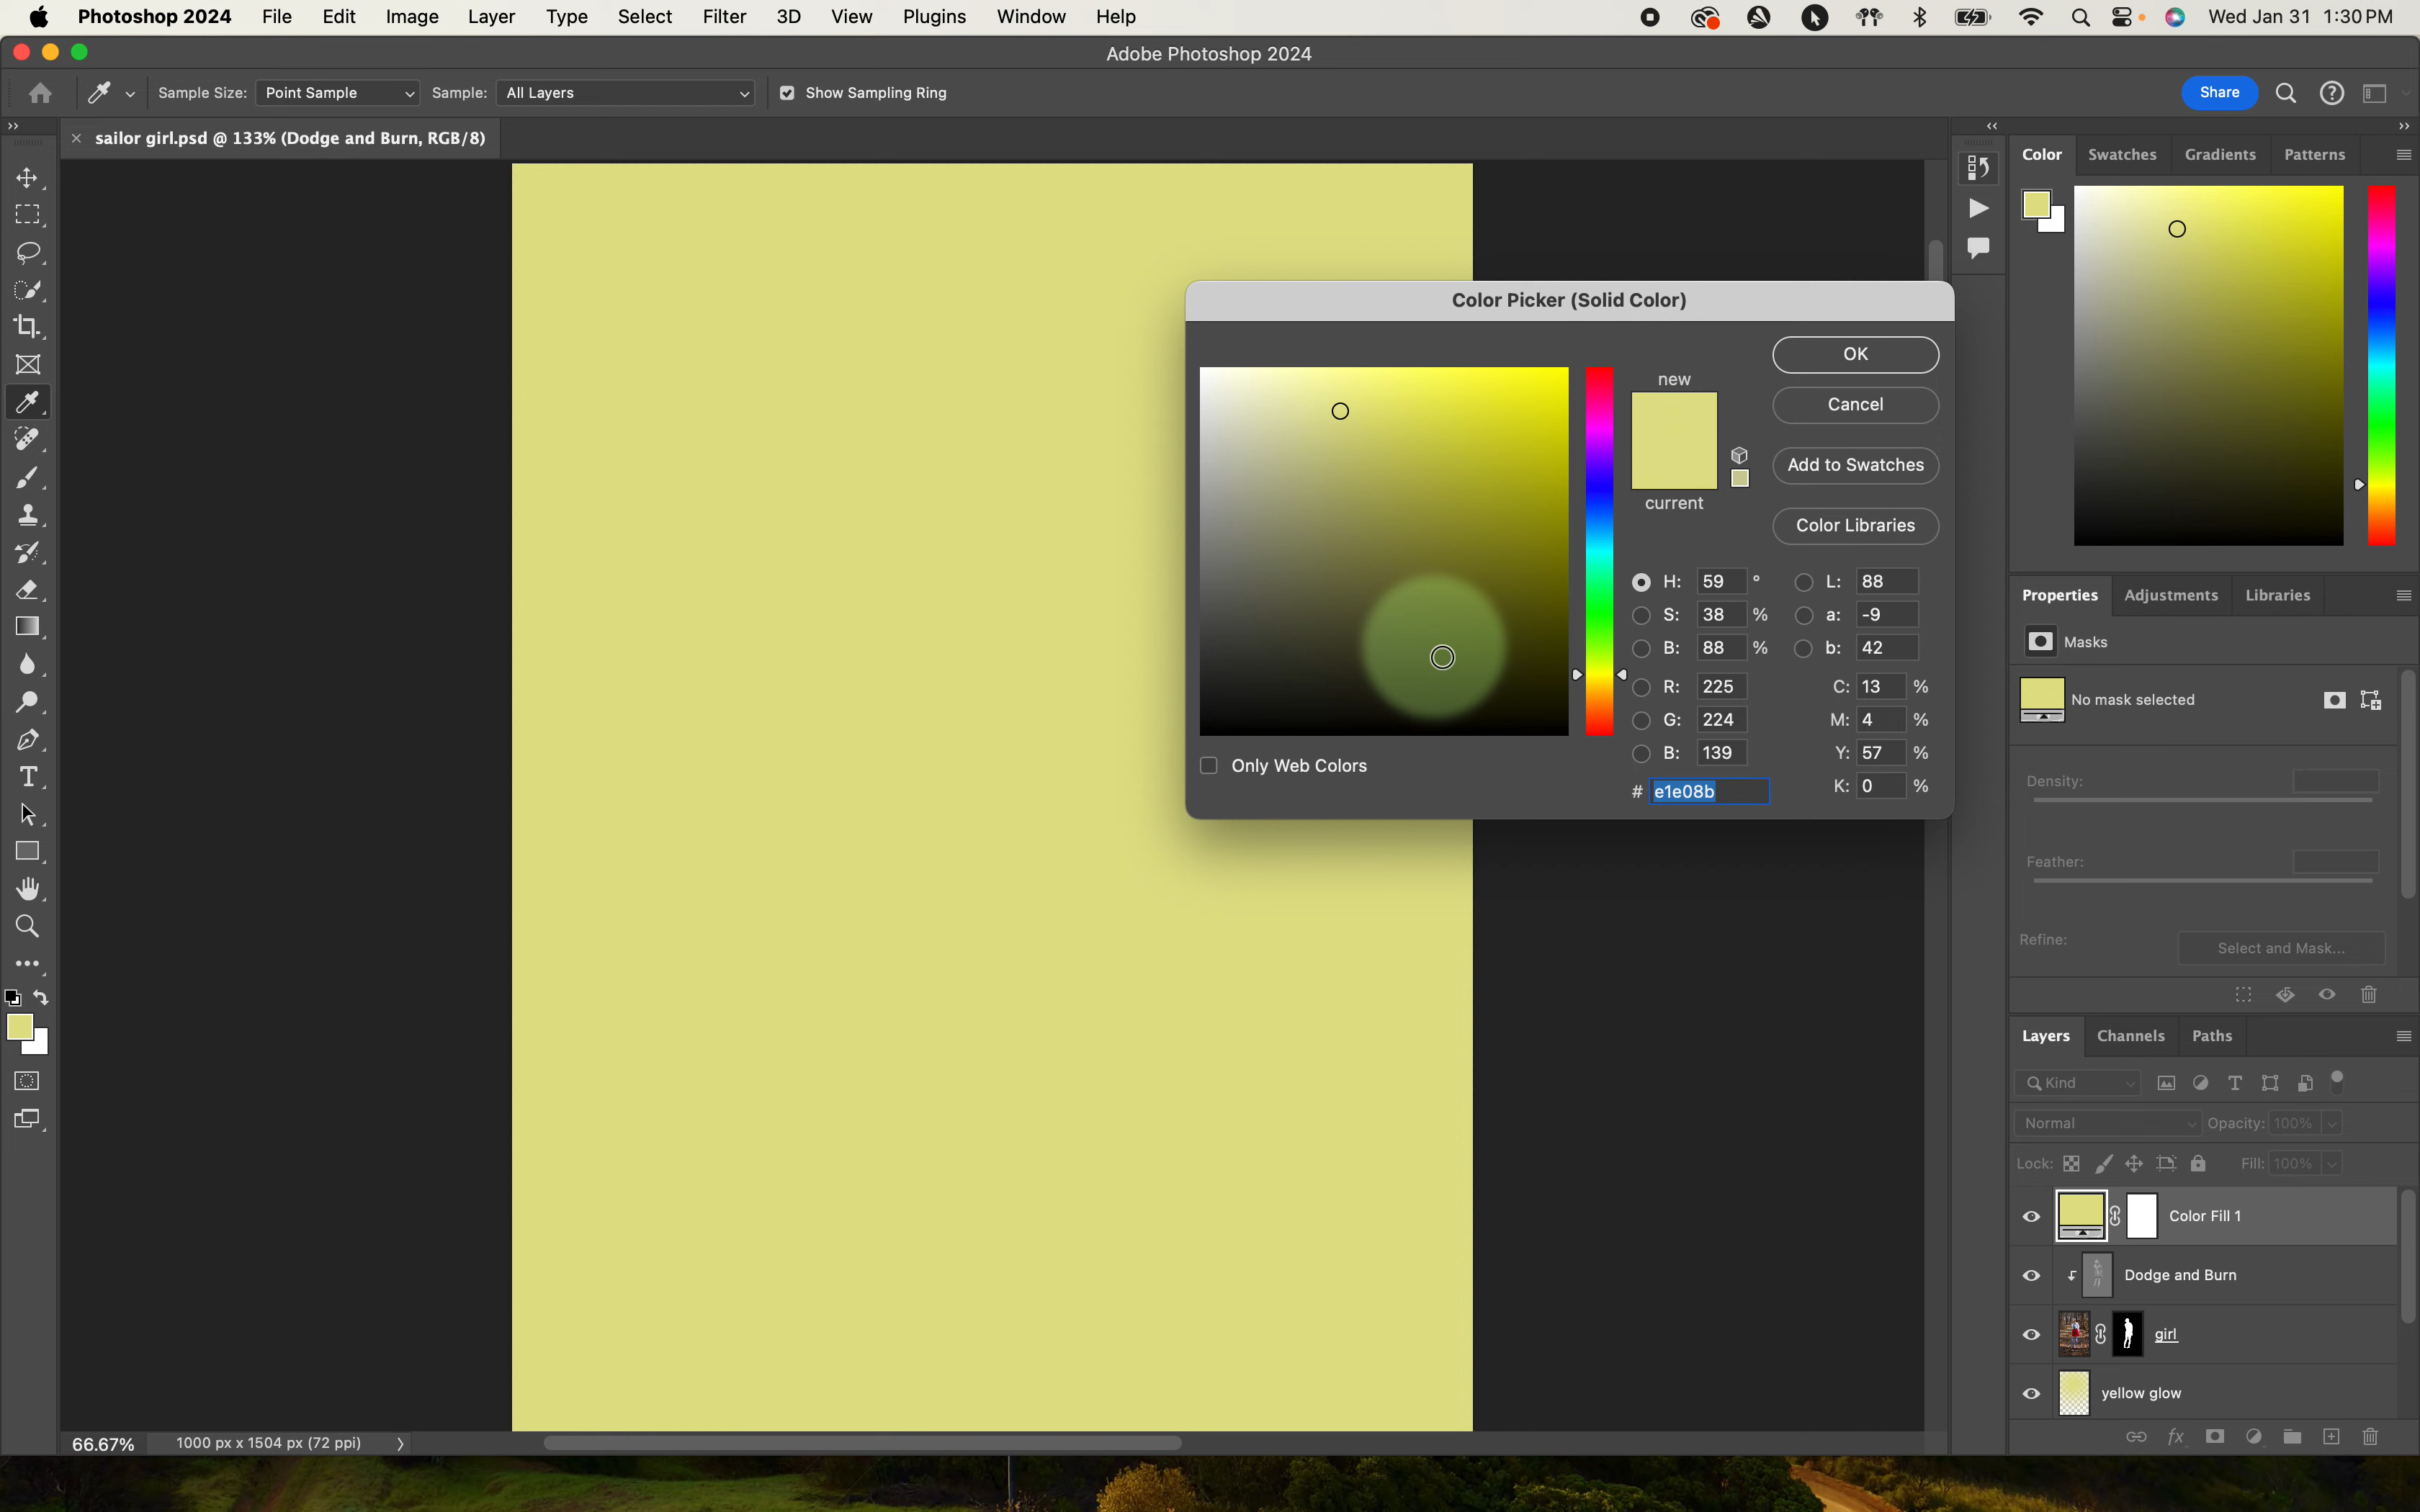 Photoshop 2024 File Edit Image Layer Type Select Filter 3D View Plugins Window Help Wed Jan 31 1:30 PM
Adobe Photoshop 2024
Sample Size: Point Sample Sample: All Layers Show Sampling Ring Share
sailor girl.psd @ 133% (Dodge and Burn, RGB/8)
Color Swatches Gradients Patterns
Color Picker (Solid Color)
OK
new
Cancel
Add to Swatches
current
Color Libraries
H: 59 ° L: 88
S: 38 % a: -9
B: 88 % b: 42
R: 225 C: 13 %
G: 224 M: 4 %
B: 139 Y: 57 %
K: 0 %
Only Web Colors
# e1e08b
Properties Adjustments Libraries
Masks
No mask selected
Density:
Feather:
Refine: Select and Mask...
Layers Channels Paths
Kind
Normal Opacity: 100%
Lock: Fill: 100%
Color Fill 1
Dodge and Burn
girl
yellow glow
66.67% 1000 px x 1504 px (72 ppi)